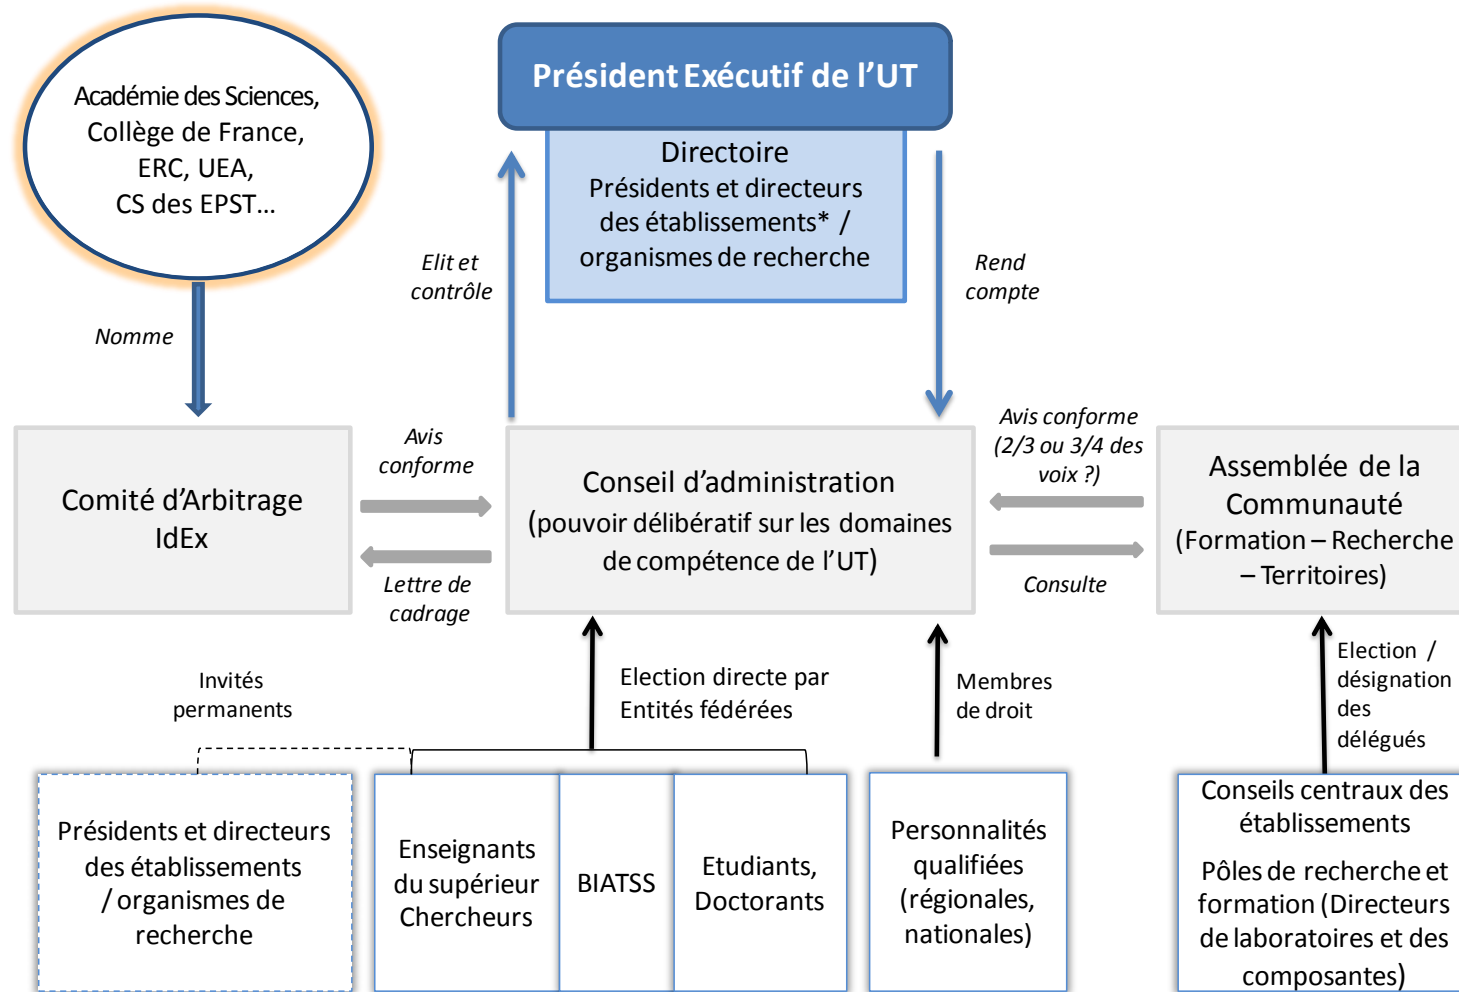 Président Exécutif de l'UT
Directoire
Présidents et directeurs
des établissements* /
organismes de recherche
Académie des Sciences,
Collège de France,
ERC, UEA,
CS des EPST...
Nomme
Elit et
contrôle
Rend
compte
Comité d'Arbitrage
IdEx
Avis
conforme
Lettre de
cadrage
Conseil d'administration
(pouvoir délibératif sur les domaines
de compétence de l'UT)
Avis conforme
(2/3 ou 3/4 des
voix ?)
Consulte
Assemblée de la
Communauté
(Formation – Recherche
– Territoires)
Invités
permanents
Election directe par
Entités fédérées
Membres
de droit
Election /
désignation
des
délégués
Présidents et directeurs
des établissements
/ organismes de
recherche
Enseignants
du supérieur
Chercheurs
BIATSS
Etudiants,
Doctorants
Personnalités
qualifiées
(régionales,
nationales)
Conseils centraux des
établissements
Pôles de recherche et
formation (Directeurs
de laboratoires et des
composantes)